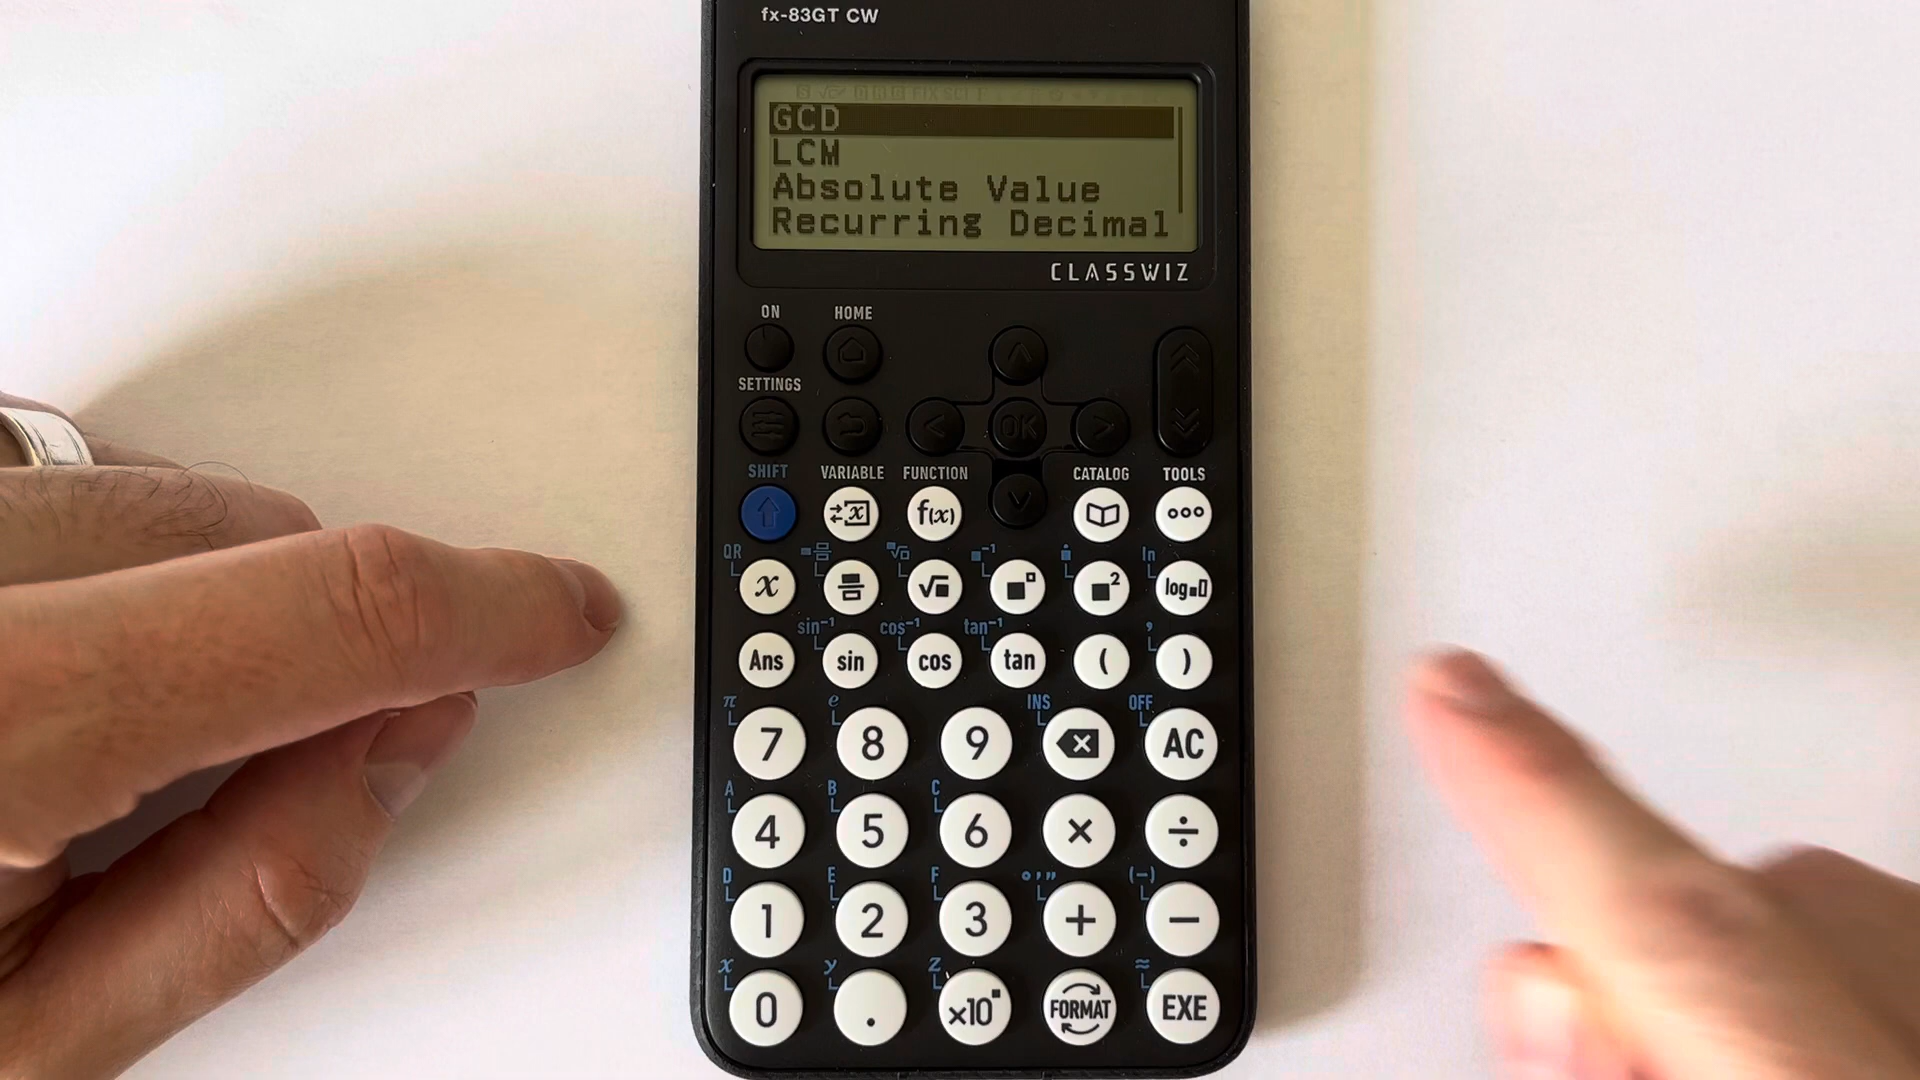 fx-83GT CW
GCD
LCM
Absolute Value
Recurring Decimal
CLASSWIZ
ON HOME
SETTINGS
OK
SHIFT VARIABLE FUNCTION CATALOG TOOLS
x f(x)
QR √ -1 ln
x √ 2 log
sin⁻¹ cos⁻¹ tan⁻¹ ,
Ans sin cos tan ( )
π e INS OFF
7 8 9 AC
A B C
4 5 6 × ÷
D E F ° ′ ″ (−)
1 2 3 + −
x y z ≈
0 . ×10 FORMAT EXE